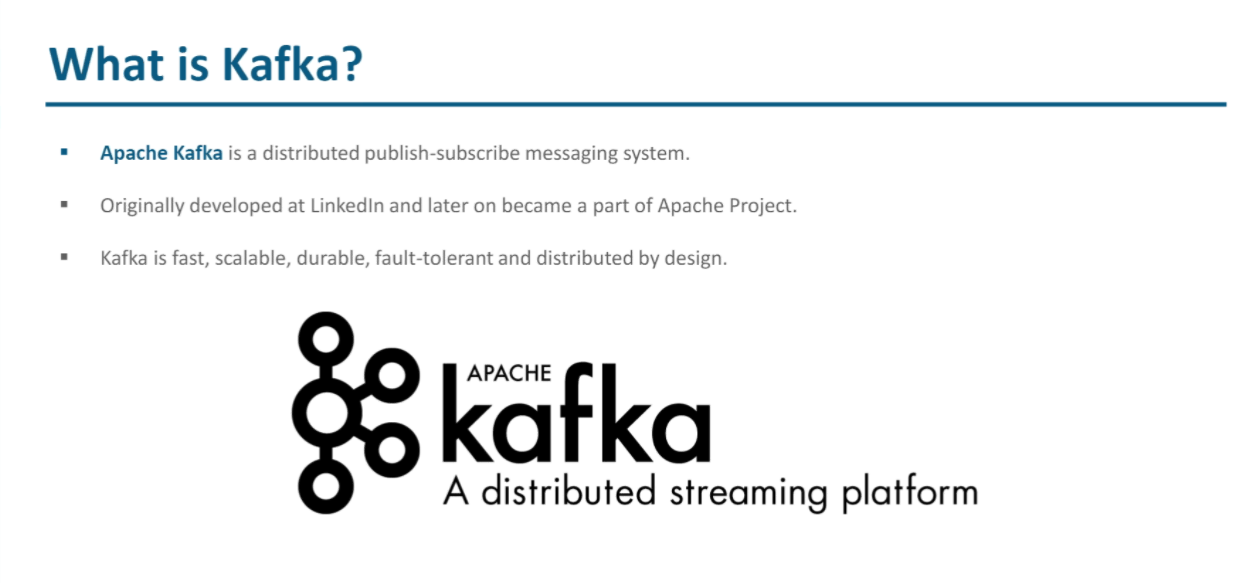 What is Kafka?
▪ Apache Kafka is a distributed publish-subscribe messaging system.
▪ Originally developed at LinkedIn and later on became a part of Apache Project.
▪ Kafka is fast, scalable, durable, fault-tolerant and distributed by design.
APACHE
kafka
A distributed streaming platform